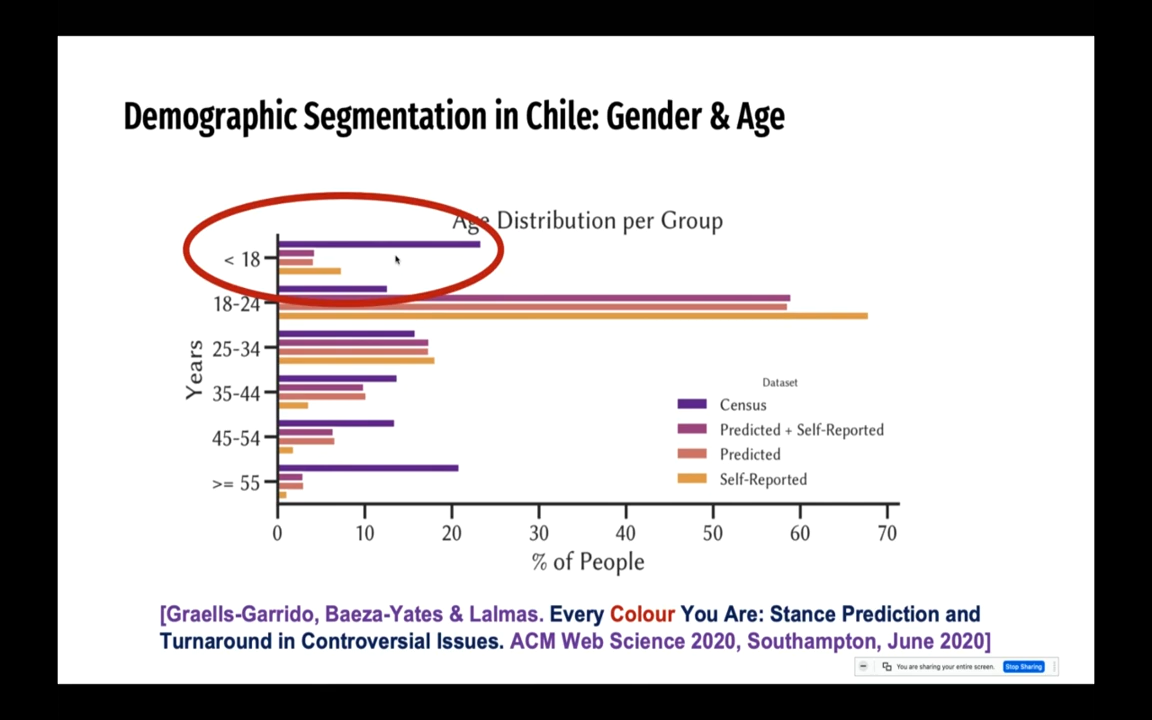 Demographic Segmentation in Chile: Gender & Age
Age Distribution per Group
< 18
18-24
25-34
35-44
45-54
>= 55
Years
Dataset
Census
Predicted + Self-Reported
Predicted
Self-Reported
0 10 20 30 40 50 60 70
% of People
[Graells-Garrido, Baeza-Yates & Lalmas. Every Colour You Are: Stance Prediction and
Turnaround in Controversial Issues. ACM Web Science 2020, Southampton, June 2020]
You are sharing your entire screen. Stop Sharing